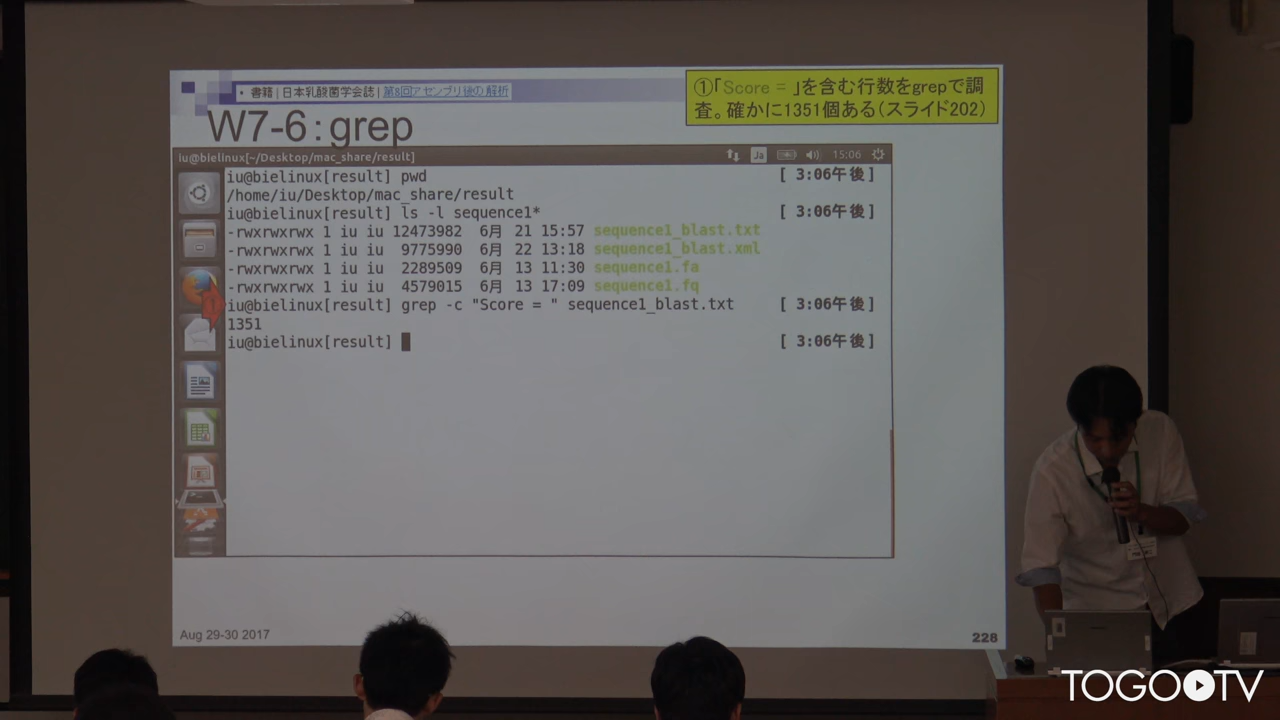 • 書籍 | 日本乳酸菌学会誌 | 第8回アセンブリ後の解析
①「Score = 」を含む行数をgrepで調
査。確かに1351個ある(スライド202)
W7-6:grep
iu@bielinux[~/Desktop/mac_share/result]
Ja
15:06
iu@bielinux[result] pwd [ 3:06午後]
/home/iu/Desktop/mac_share/result
iu@bielinux[result] ls -l sequence1* [ 3:06午後]
-rwxrwxrwx 1 iu iu 12473982 6月 21 15:57 sequence1_blast.txt
-rwxrwxrwx 1 iu iu 9775990 6月 22 13:18 sequence1_blast.xml
-rwxrwxrwx 1 iu iu 2289509 6月 13 11:30 sequence1.fa
-rwxrwxrwx 1 iu iu 4579015 6月 13 17:09 sequence1.fq
iu@bielinux[result] grep -c "Score = " sequence1_blast.txt [ 3:06午後]
1351
iu@bielinux[result] [ 3:06午後]
Aug 29-30 2017
228
TOGOTV